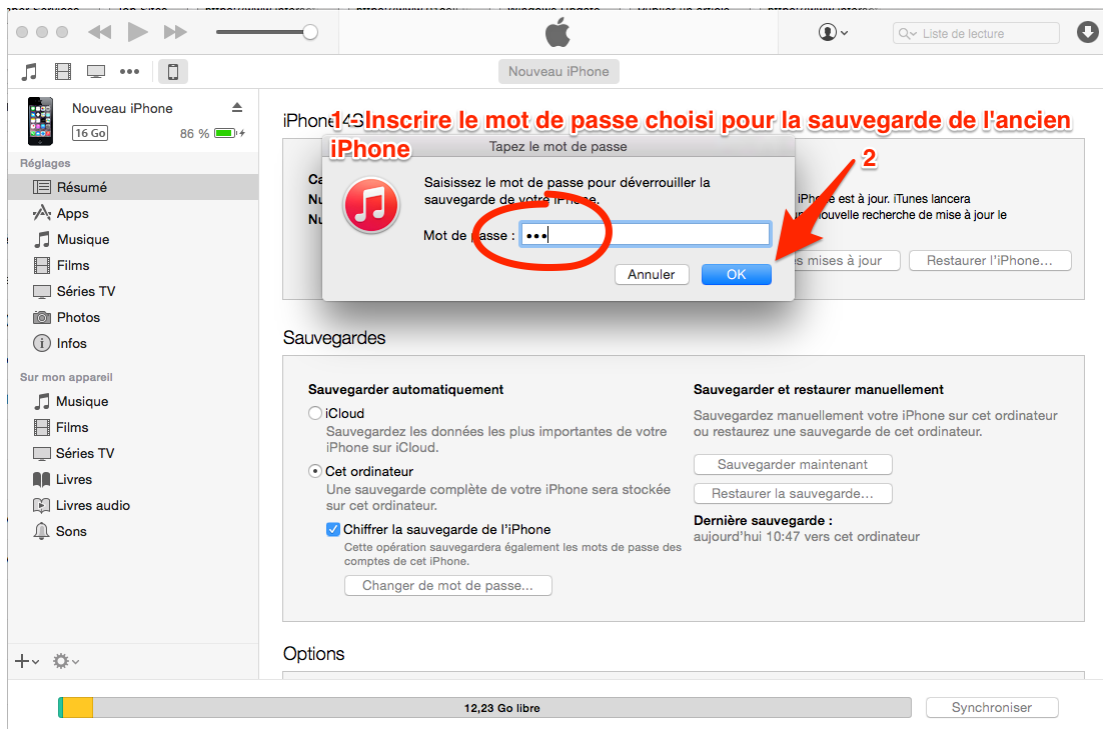 Nouveau iPhone
Liste de lecture
Nouveau iPhone
16 Go
86 %
Réglages
Résumé
Apps
Musique
Films
Séries TV
Photos
Infos
Sur mon appareil
Musique
Films
Séries TV
Livres
Livres audio
Sons
iPhone 4S
1- Inscrire le mot de passe choisi pour la sauvegarde de l'ancien
iPhone
2
Tapez le mot de passe
Saisissez le mot de passe pour déverrouiller la
sauvegarde de votre iPhone.
Mot de passe : •••
Annuler
OK
iPhone est à jour. iTunes lancera
nouvelle recherche de mise à jour le
mises à jour
Restaurer l'iPhone...
Sauvegardes
Sauvegarder automatiquement
iCloud
Sauvegardez les données les plus importantes de votre
iPhone sur iCloud.
Cet ordinateur
Une sauvegarde complète de votre iPhone sera stockée
sur cet ordinateur.
Chiffrer la sauvegarde de l'iPhone
Cette opération sauvegardera également les mots de passe des
comptes de cet iPhone.
Changer de mot de passe...
Sauvegarder et restaurer manuellement
Sauvegardez manuellement votre iPhone sur cet ordinateur
ou restaurez une sauvegarde de cet ordinateur.
Sauvegarder maintenant
Restaurer la sauvegarde...
Dernière sauvegarde :
aujourd'hui 10:47 vers cet ordinateur
Options
12,23 Go libre
Synchroniser